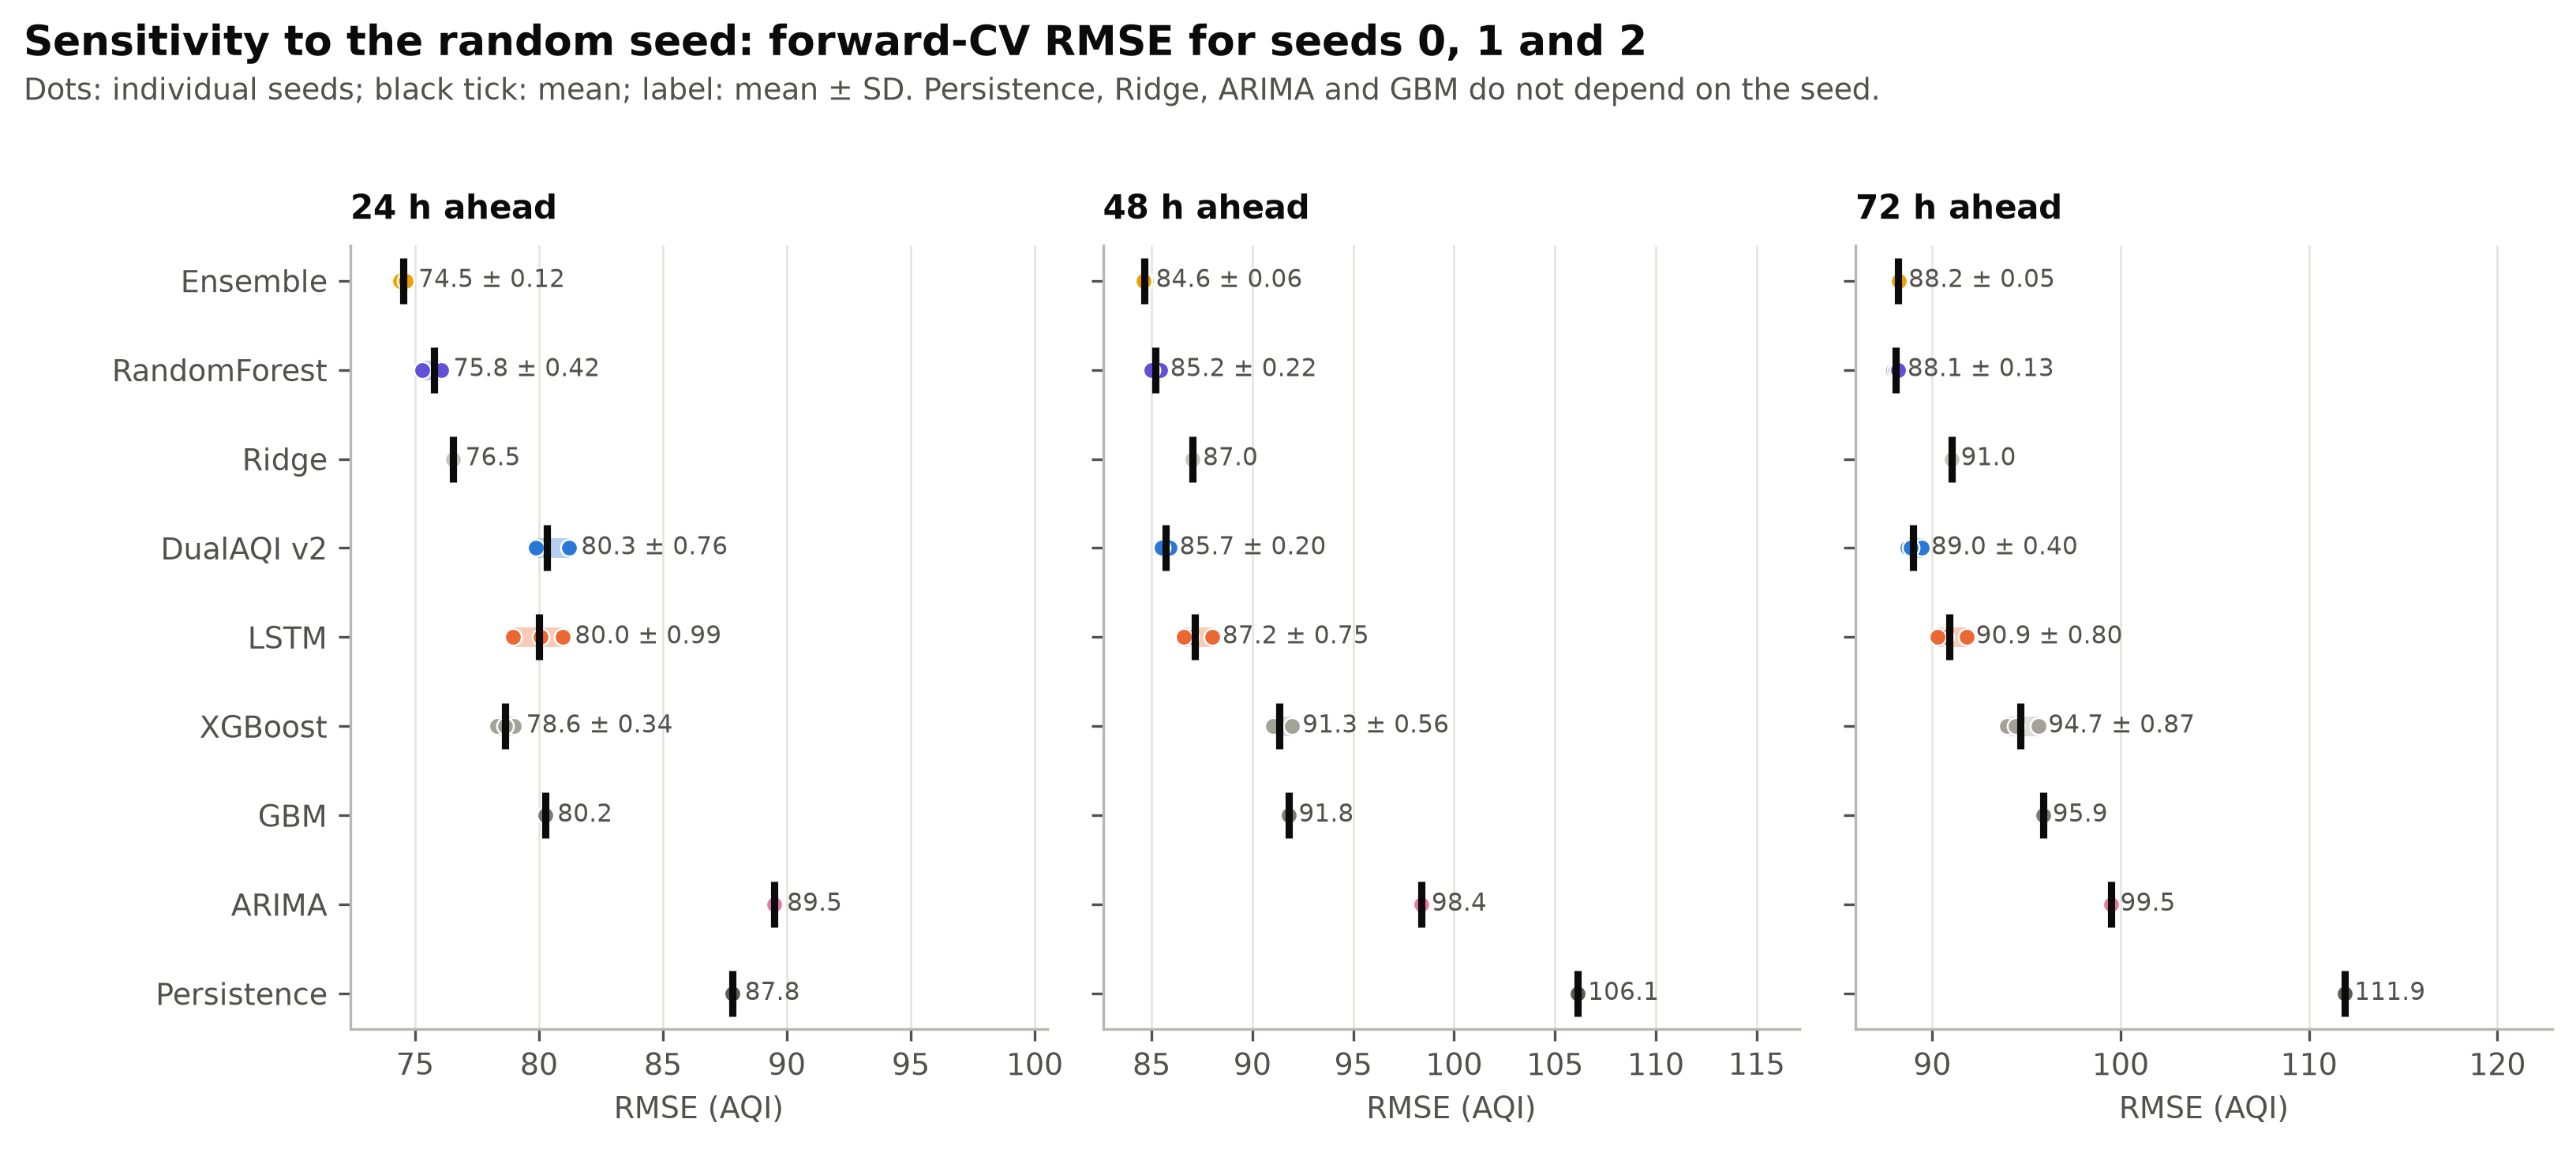 Sensitivity to the random seed: forward-CV RMSE for seeds 0, 1 and 2
Dots: individual seeds; black tick: mean; label: mean ± SD. Persistence, Ridge, ARIMA and GBM do not depend on the seed.
24 h ahead 48 h ahead 72 h ahead
Ensemble 74.5 ± 0.12 84.6 ± 0.06 88.2 ± 0.05
RandomForest 75.8 ± 0.42 85.2 ± 0.22 88.1 ± 0.13
Ridge 76.5 87.0 91.0
DualAQI v2 80.3 ± 0.76 85.7 ± 0.20 89.0 ± 0.40
LSTM 80.0 ± 0.99 87.2 ± 0.75 90.9 ± 0.80
XGBoost 78.6 ± 0.34 91.3 ± 0.56 94.7 ± 0.87
GBM 80.2 91.8 95.9
ARIMA 89.5 98.4 99.5
Persistence 87.8 106.1 111.9
75 80 85 90 95 100 85 90 95 100 105 110 115 90 100 110 120
RMSE (AQI) RMSE (AQI) RMSE (AQI)